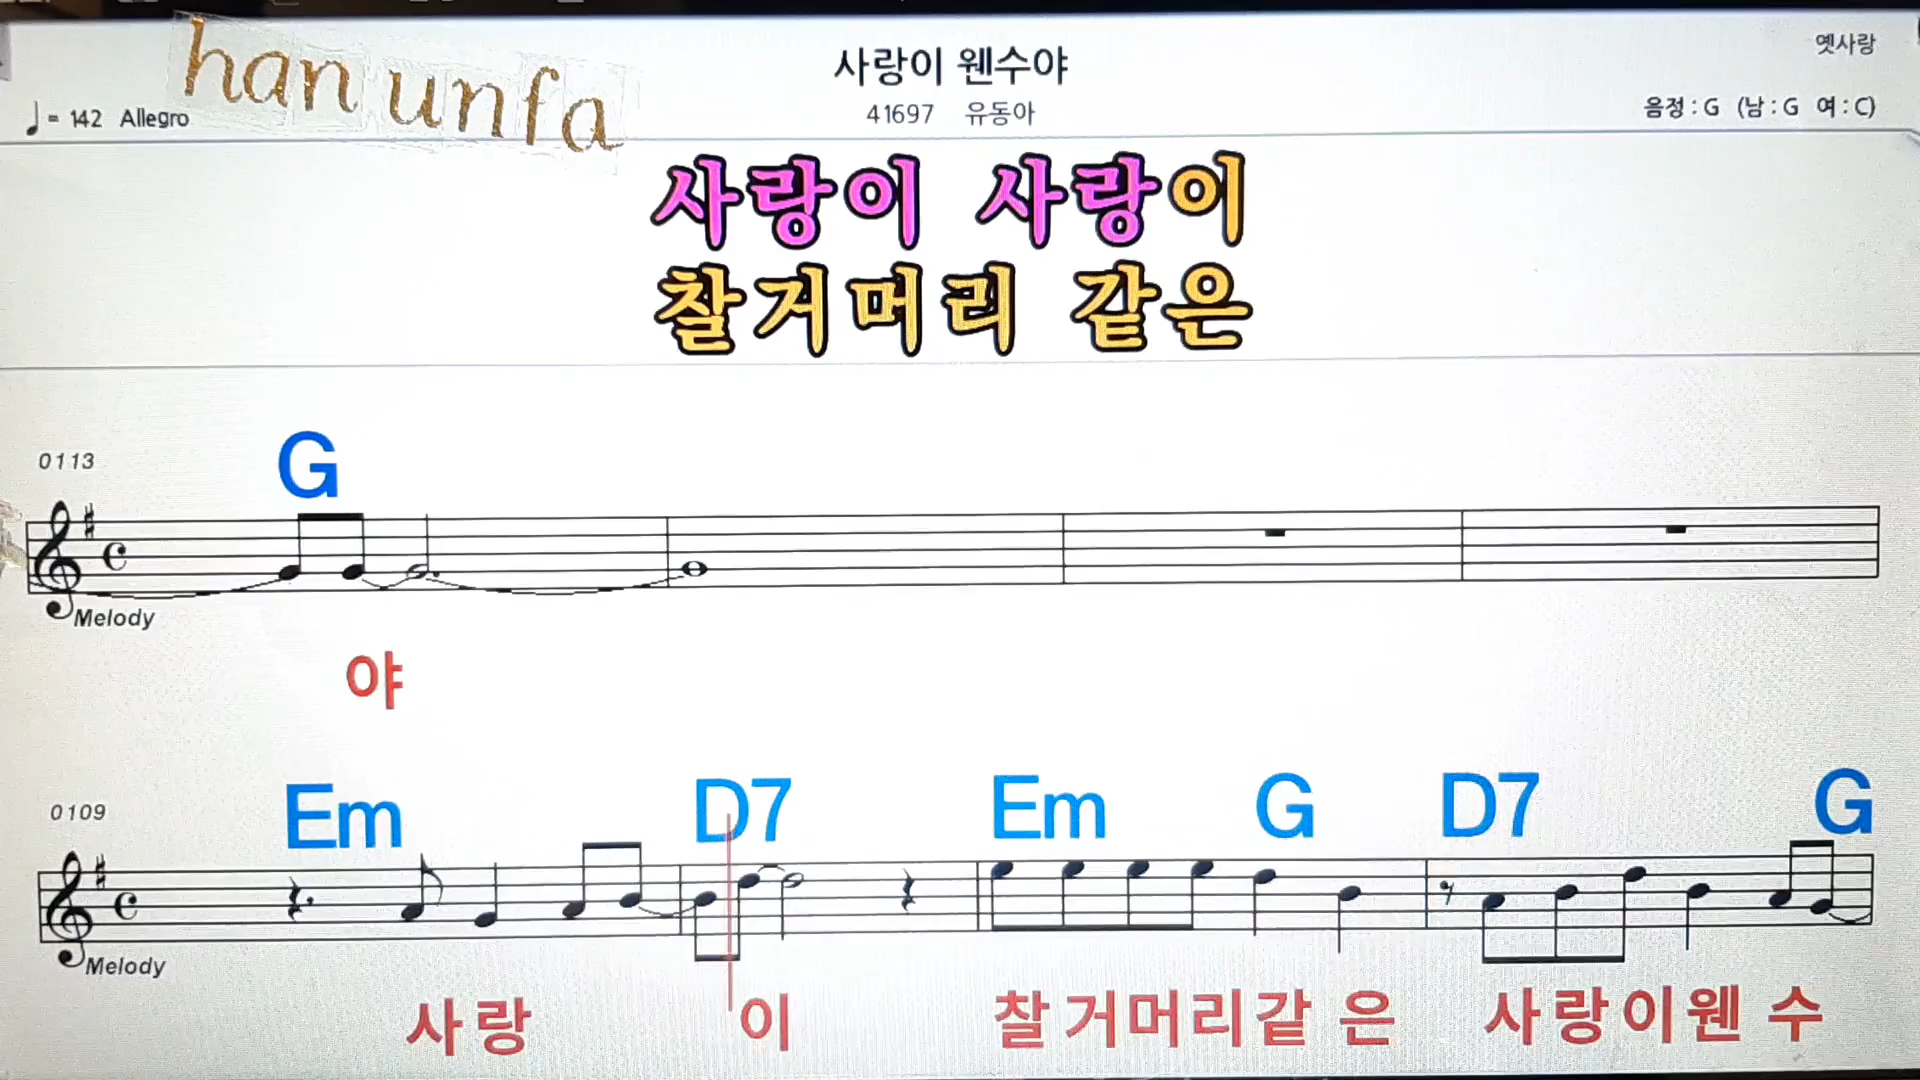 han unfa
사랑이 웬수야
옛사랑
♩= 142 Allegro
41697 유동아
음정 : G (남 : G 여 : C)
사랑이 사랑이
찰거머리 같은
0113
G
Melody
야
0109
Em D7 Em G D7 G
Melody
사랑 이 찰거머리같 은 사랑이웬 수